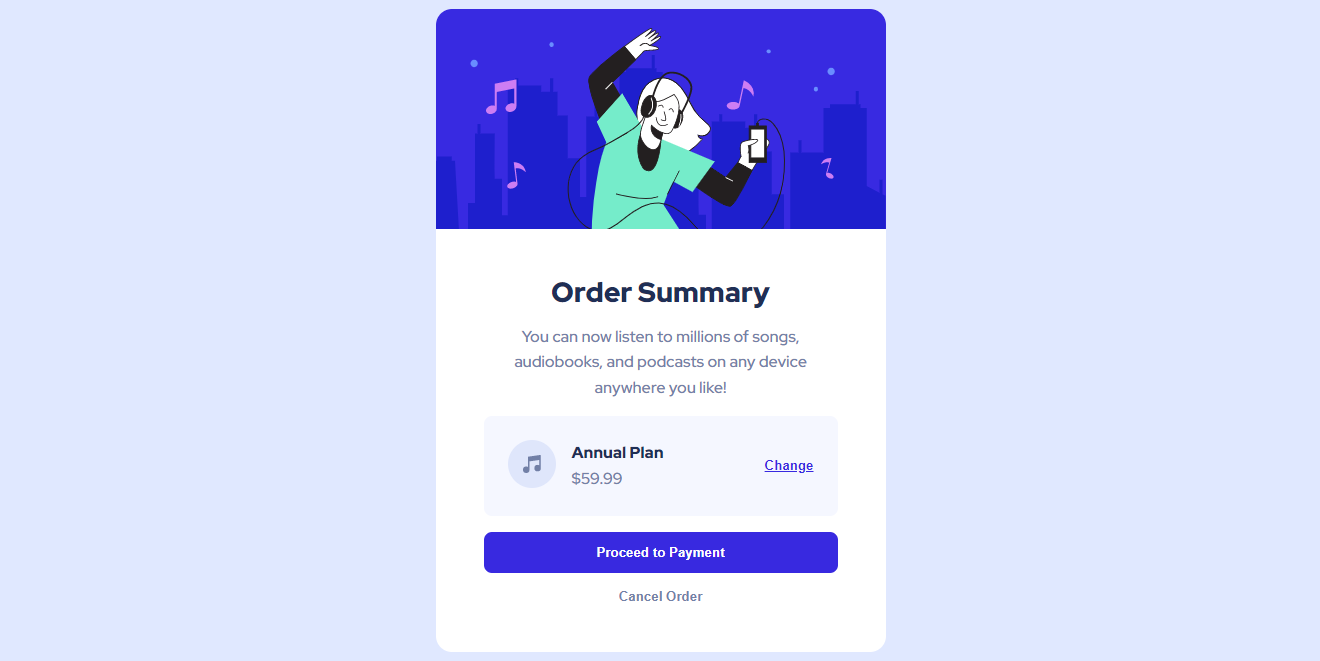 Order Summary
You can now listen to millions of songs,
audiobooks, and podcasts on any device
anywhere you like!
Annual Plan
$59.99
Change
Proceed to Payment
Cancel Order